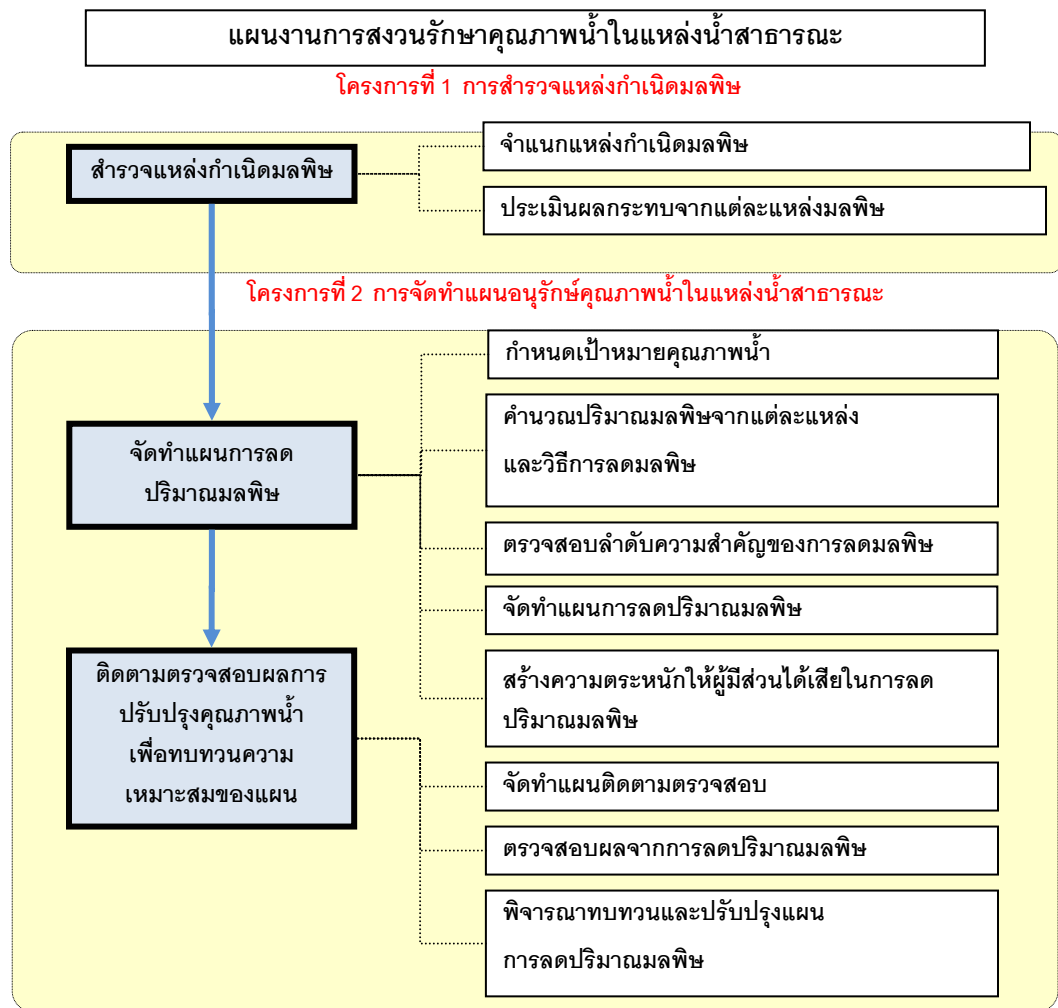 แผนงานการสงวนรักษาคุณภาพน้ำในแหล่งน้ำสาธารณะ
โครงการที่ 1 การสำรวจแหล่งกำเนิดมลพิษ
สำรวจแหล่งกำเนิดมลพิษ
จำแนกแหล่งกำเนิดมลพิษ
ประเมินผลกระทบจากแต่ละแหล่งมลพิษ
โครงการที่ 2 การจัดทำแผนอนุรักษ์คุณภาพน้ำในแหล่งน้ำสาธารณะ
จัดทำแผนการลด
ปริมาณมลพิษ
กำหนดเป้าหมายคุณภาพน้ำ
คำนวณปริมาณมลพิษจากแต่ละแหล่ง
และวิธีการลดมลพิษ
ตรวจสอบลำดับความสำคัญของการลดมลพิษ
จัดทำแผนการลดปริมาณมลพิษ
สร้างความตระหนักให้ผู้มีส่วนได้เสียในการลด
ปริมาณมลพิษ
ติดตามตรวจสอบผลการ
ปรับปรุงคุณภาพน้ำ
เพื่อทบทวนความ
เหมาะสมของแผน
จัดทำแผนติดตามตรวจสอบ
ตรวจสอบผลจากการลดปริมาณมลพิษ
พิจารณาทบทวนและปรับปรุงแผน
การลดปริมาณมลพิษ